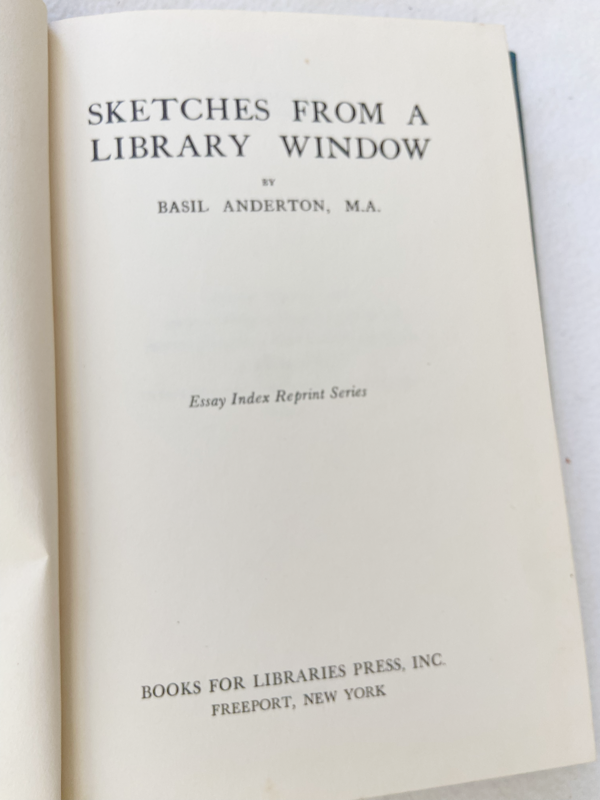 SKETCHES FROM A
LIBRARY WINDOW
BY
BASIL ANDERTON, M.A.
Essay Index Reprint Series
BOOKS FOR LIBRARIES PRESS, INC.
FREEPORT, NEW YORK